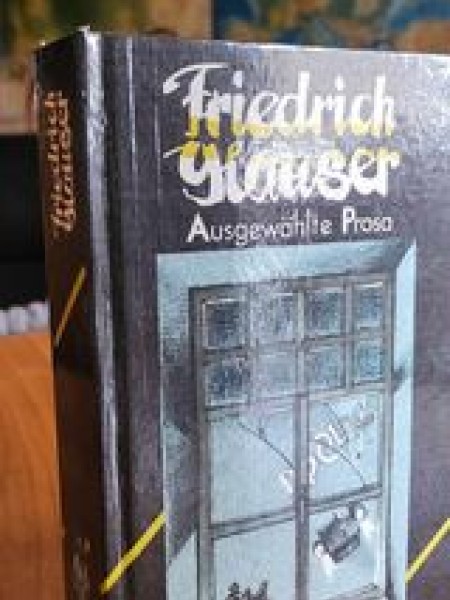 Friedrich
Glauser
Friedrich
Glauser
Ausgewählte Prosa